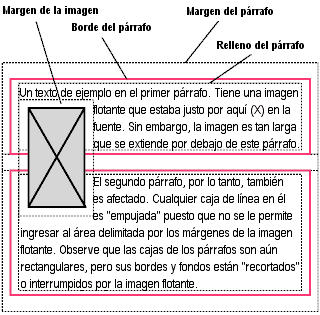 Margen de la imagen
Margen del párrafo
Borde del párrafo
Relleno del párrafo
Un texto de ejemplo en el primer párrafo. Tiene una imagen
flotante que estaba justo por aquí (X) en la
fuente. Sin embargo, la imagen es tan larga
que se extiende por debajo de este párrafo.
El segundo párrafo, por lo tanto, también
es afectado. Cualquier caja de línea en él
es "empujada" puesto que no se le permite
ingresar al área delimitada por los márgenes de la imagen
flotante. Observe que las cajas de los párrafos son aún
rectangulares, pero sus bordes y fondos están "recortados"
o interrumpidos por la imagen flotante.